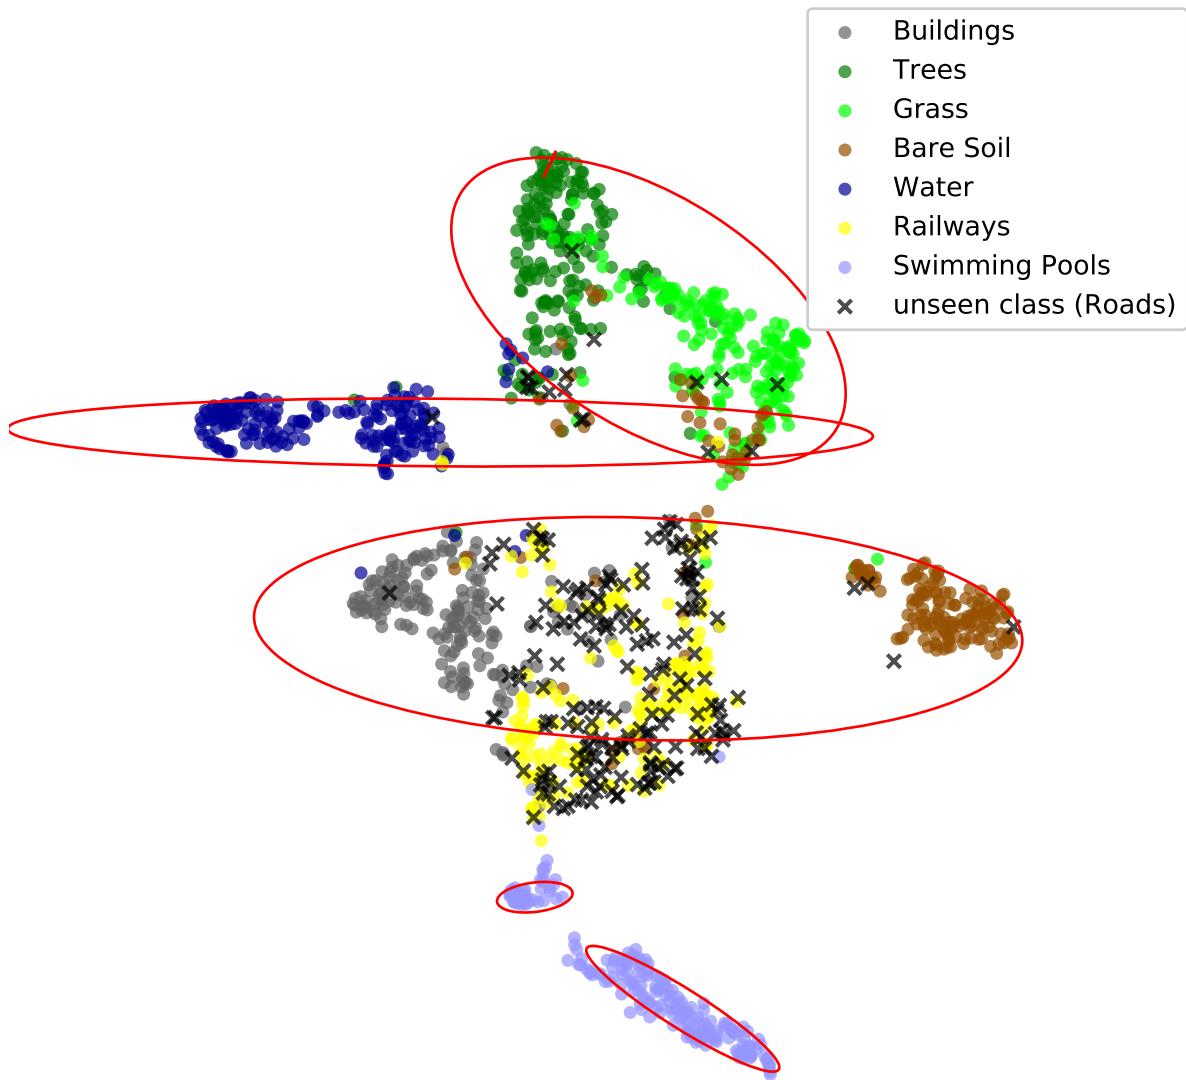 Buildings
Trees
Grass
Bare Soil
Water
Railways
Swimming Pools
unseen class (Roads)